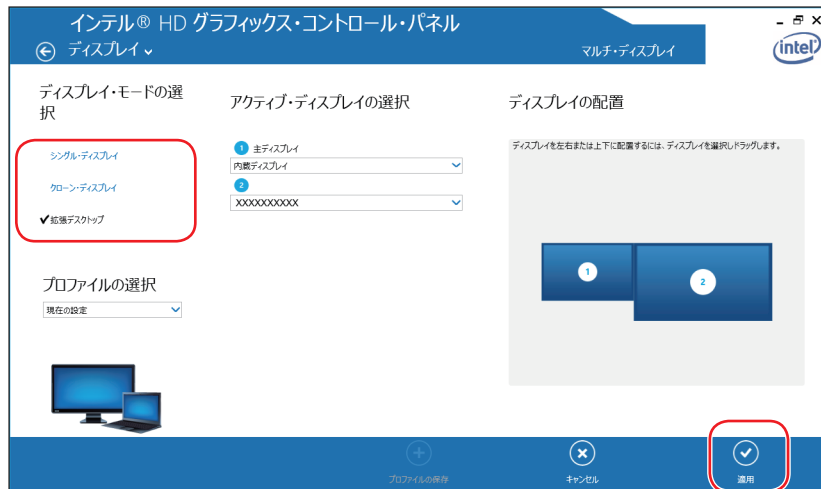 インテル® HD グラフィックス・コントロール・パネル
ディスプレイ
マルチ・ディスプレイ
intel
ディスプレイ・モードの選
択
シングル・ディスプレイ
クローン・ディスプレイ
✔拡張デスクトップ
プロファイルの選択
現在の設定
アクティブ・ディスプレイの選択
1 主ディスプレイ
内蔵ディスプレイ
2
XXXXXXXXXX
ディスプレイの配置
ディスプレイを左右または上下に配置するには、ディスプレイを選択しドラッグします。
1
2
プロファイルの保存
キャンセル
適用